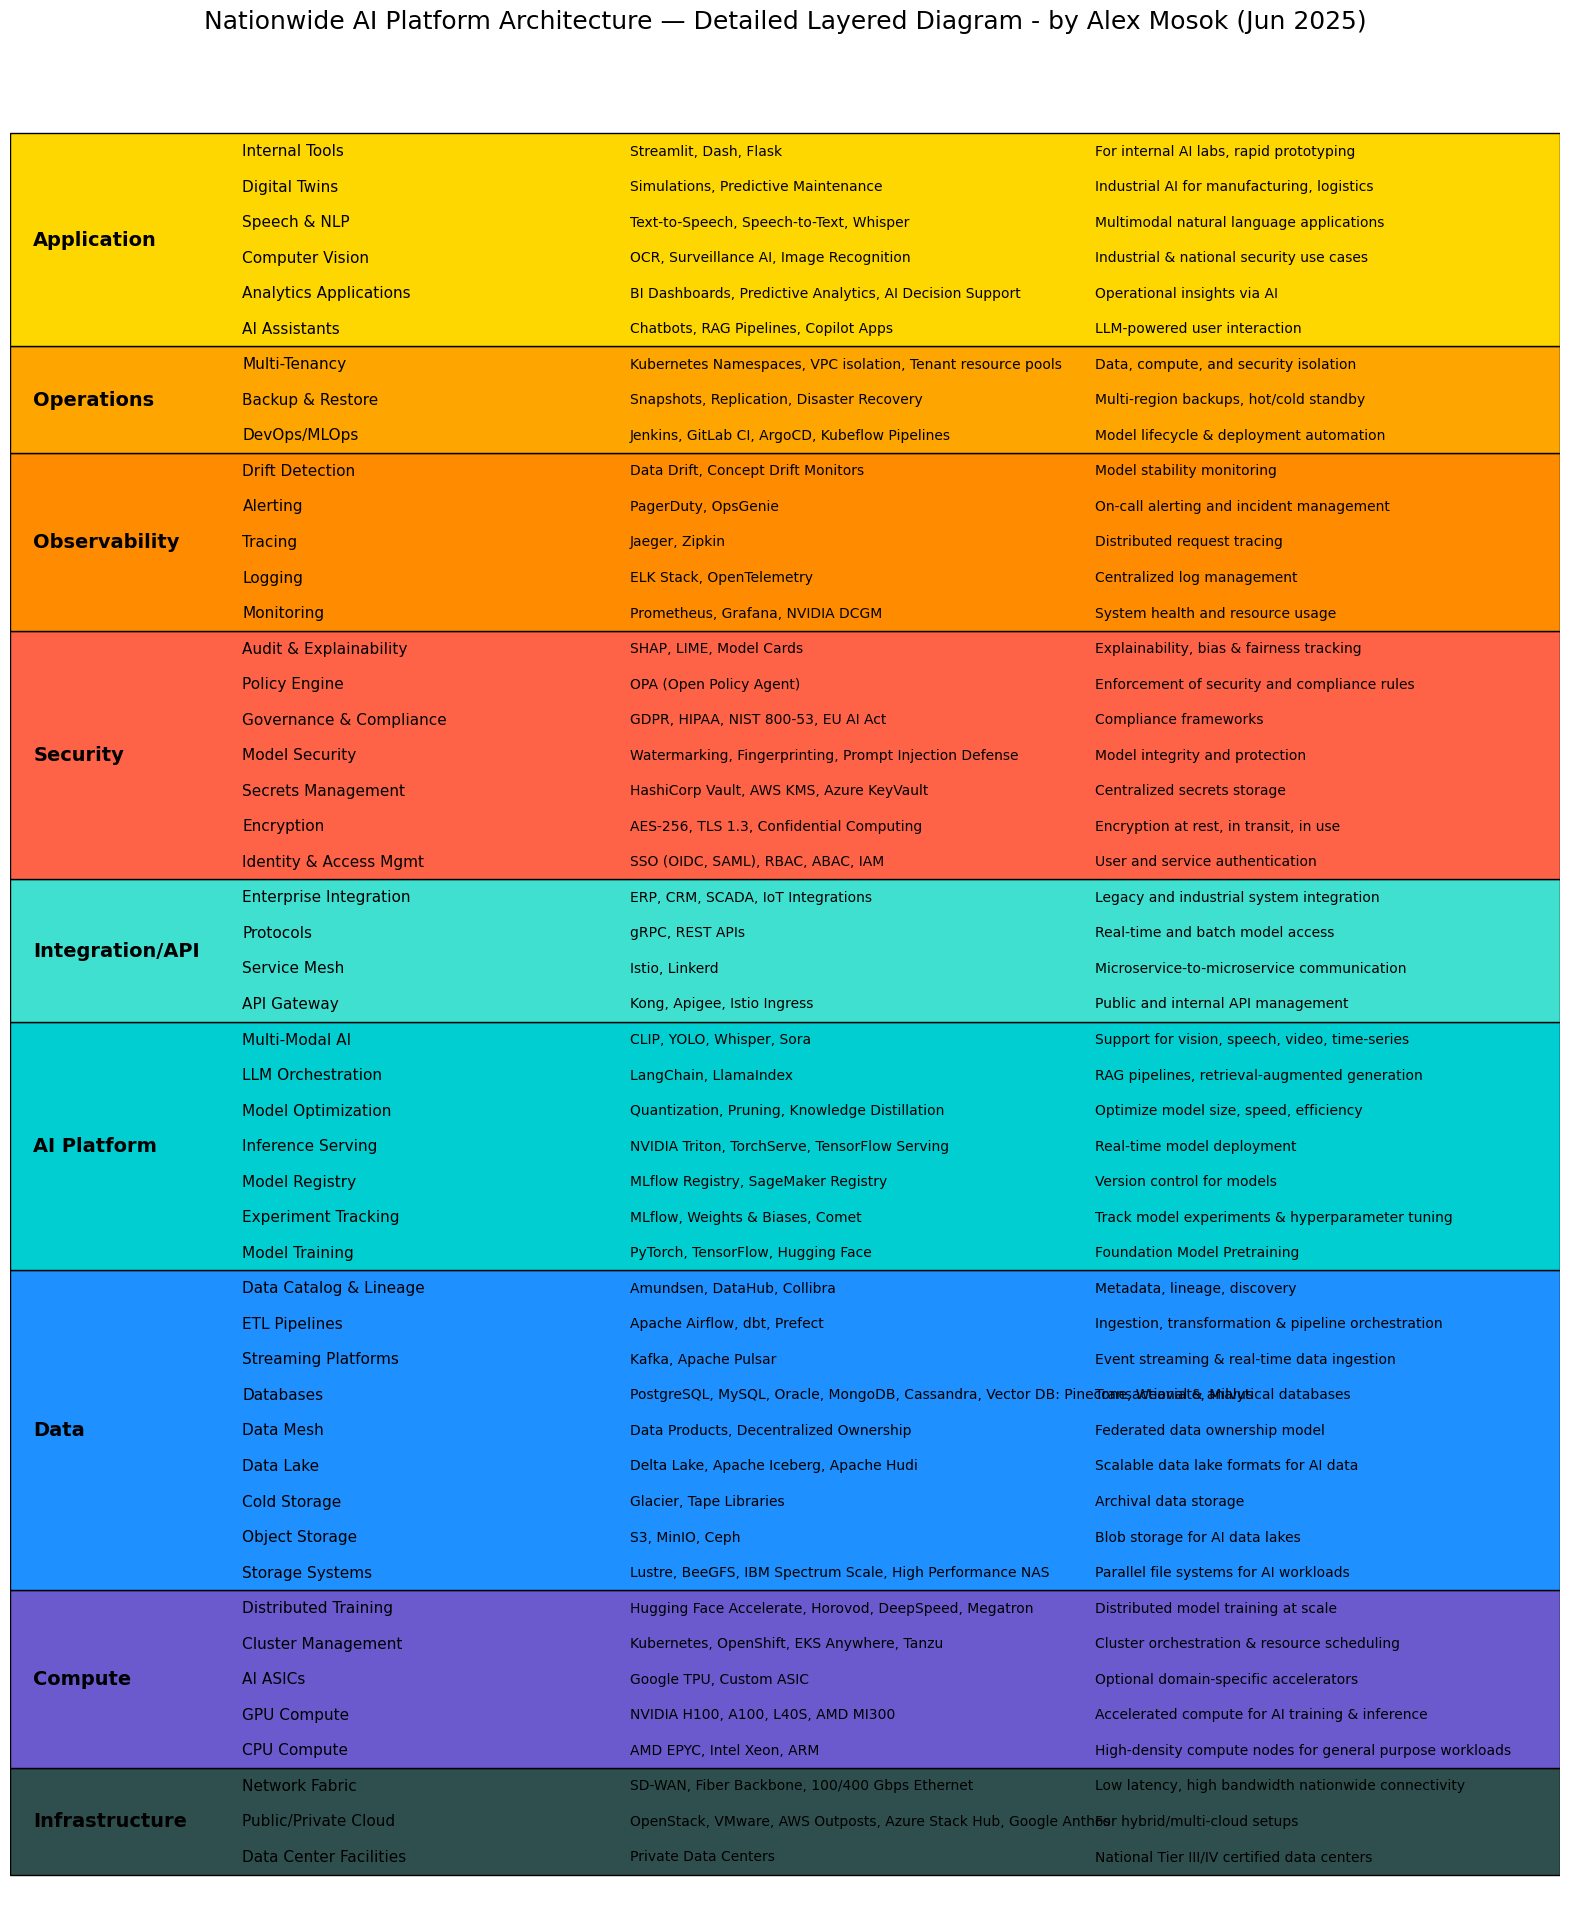 Nationwide AI Platform Architecture — Detailed Layered Diagram - by Alex Mosok (Jun 2025)
Application
Internal Tools Streamlit, Dash, Flask For internal AI labs, rapid prototyping
Digital Twins Simulations, Predictive Maintenance Industrial AI for manufacturing, logistics
Speech & NLP Text-to-Speech, Speech-to-Text, Whisper Multimodal natural language applications
Computer Vision OCR, Surveillance AI, Image Recognition Industrial & national security use cases
Analytics Applications BI Dashboards, Predictive Analytics, AI Decision Support Operational insights via AI
AI Assistants Chatbots, RAG Pipelines, Copilot Apps LLM-powered user interaction
Operations
Multi-Tenancy Kubernetes Namespaces, VPC isolation, Tenant resource pools Data, compute, and security isolation
Backup & Restore Snapshots, Replication, Disaster Recovery Multi-region backups, hot/cold standby
DevOps/MLOps Jenkins, GitLab CI, ArgoCD, Kubeflow Pipelines Model lifecycle & deployment automation
Observability
Drift Detection Data Drift, Concept Drift Monitors Model stability monitoring
Alerting PagerDuty, OpsGenie On-call alerting and incident management
Tracing Jaeger, Zipkin Distributed request tracing
Logging ELK Stack, OpenTelemetry Centralized log management
Monitoring Prometheus, Grafana, NVIDIA DCGM System health and resource usage
Security
Audit & Explainability SHAP, LIME, Model Cards Explainability, bias & fairness tracking
Policy Engine OPA (Open Policy Agent) Enforcement of security and compliance rules
Governance & Compliance GDPR, HIPAA, NIST 800-53, EU AI Act Compliance frameworks
Model Security Watermarking, Fingerprinting, Prompt Injection Defense Model integrity and protection
Secrets Management HashiCorp Vault, AWS KMS, Azure KeyVault Centralized secrets storage
Encryption AES-256, TLS 1.3, Confidential Computing Encryption at rest, in transit, in use
Identity & Access Mgmt SSO (OIDC, SAML), RBAC, ABAC, IAM User and service authentication
Integration/API
Enterprise Integration ERP, CRM, SCADA, IoT Integrations Legacy and industrial system integration
Protocols gRPC, REST APIs Real-time and batch model access
Service Mesh Istio, Linkerd Microservice-to-microservice communication
API Gateway Kong, Apigee, Istio Ingress Public and internal API management
AI Platform
Multi-Modal AI CLIP, YOLO, Whisper, Sora Support for vision, speech, video, time-series
LLM Orchestration LangChain, LlamaIndex RAG pipelines, retrieval-augmented generation
Model Optimization Quantization, Pruning, Knowledge Distillation Optimize model size, speed, efficiency
Inference Serving NVIDIA Triton, TorchServe, TensorFlow Serving Real-time model deployment
Model Registry MLflow Registry, SageMaker Registry Version control for models
Experiment Tracking MLflow, Weights & Biases, Comet Track model experiments & hyperparameter tuning
Model Training PyTorch, TensorFlow, Hugging Face Foundation Model Pretraining
Data
Data Catalog & Lineage Amundsen, DataHub, Collibra Metadata, lineage, discovery
ETL Pipelines Apache Airflow, dbt, Prefect Ingestion, transformation & pipeline orchestration
Streaming Platforms Kafka, Apache Pulsar Event streaming & real-time data ingestion
Databases PostgreSQL, MySQL, Oracle, MongoDB, Cassandra, Vector DB: Pinecone, Weaviate, Milvus Transactional & analytical databases
Data Mesh Data Products, Decentralized Ownership Federated data ownership model
Data Lake Delta Lake, Apache Iceberg, Apache Hudi Scalable data lake formats for AI data
Cold Storage Glacier, Tape Libraries Archival data storage
Object Storage S3, MinIO, Ceph Blob storage for AI data lakes
Storage Systems Lustre, BeeGFS, IBM Spectrum Scale, High Performance NAS Parallel file systems for AI workloads
Compute
Distributed Training Hugging Face Accelerate, Horovod, DeepSpeed, Megatron Distributed model training at scale
Cluster Management Kubernetes, OpenShift, EKS Anywhere, Tanzu Cluster orchestration & resource scheduling
AI ASICs Google TPU, Custom ASIC Optional domain-specific accelerators
GPU Compute NVIDIA H100, A100, L40S, AMD MI300 Accelerated compute for AI training & inference
CPU Compute AMD EPYC, Intel Xeon, ARM High-density compute nodes for general purpose workloads
Infrastructure
Network Fabric SD-WAN, Fiber Backbone, 100/400 Gbps Ethernet Low latency, high bandwidth nationwide connectivity
Public/Private Cloud OpenStack, VMware, AWS Outposts, Azure Stack Hub, Google Anthos For hybrid/multi-cloud setups
Data Center Facilities Private Data Centers National Tier III/IV certified data centers